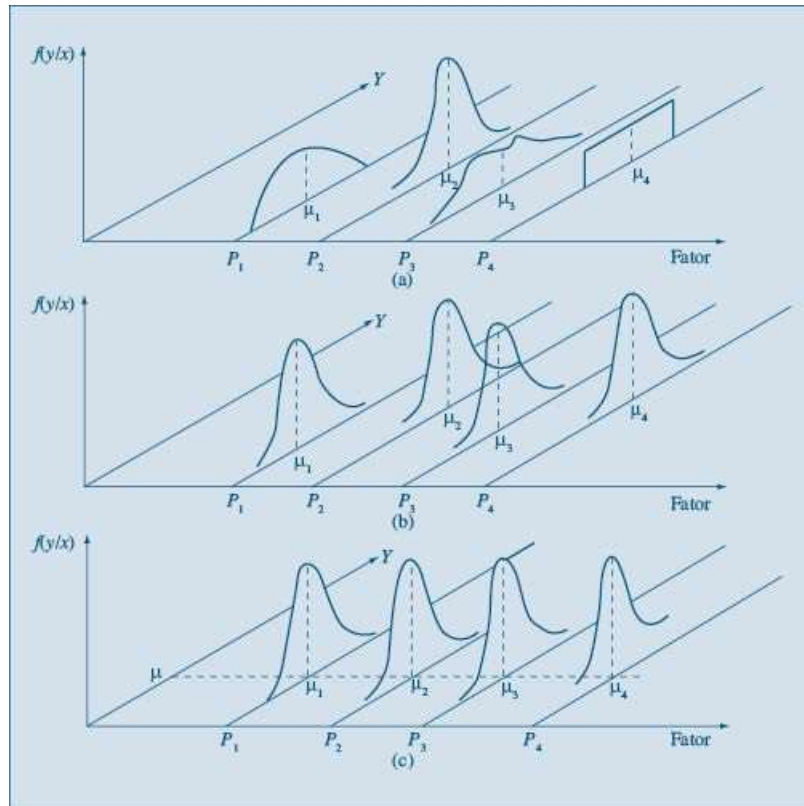 f(y/x)
Y
μ₁
μ₂
μ₃
μ₄
P₁ P₂ P₃ P₄ Fator
(a)
f(y/x)
Y
μ₁
μ₂
μ₃
μ₄
P₁ P₂ P₃ P₄ Fator
(b)
f(y/x)
Y
μ μ₁ μ₂ μ₃ μ₄
P₁ P₂ P₃ P₄ Fator
(c)